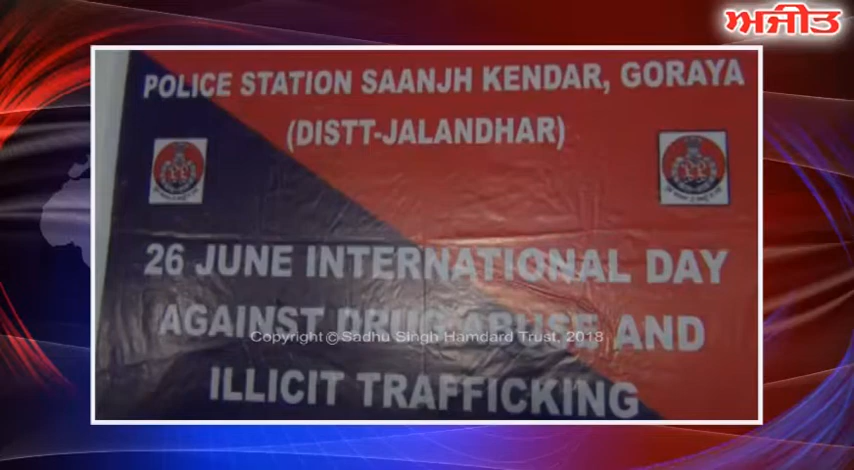 ਅਜੀਤ
POLICE STATION SAANJH KENDAR, GORAYA
(DISTT-JALANDHAR)
26 JUNE INTERNATIONAL DAY
AGAINST DRUG ABUSE AND
Copyright © Sadhu Singh Hamdard Trust, 2018
ILLICIT TRAFFICKING